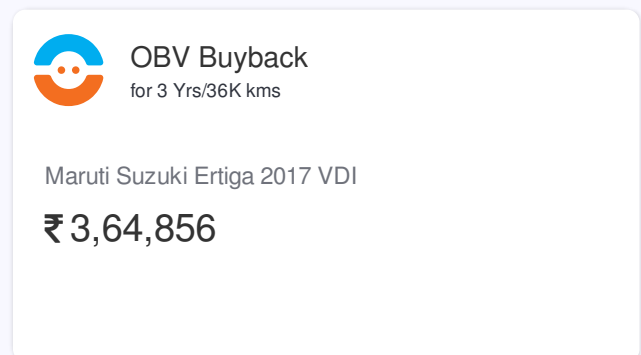 OBV Buyback
for 3 Yrs/36K kms
Maruti Suzuki Ertiga 2017 VDI
₹ 3,64,856